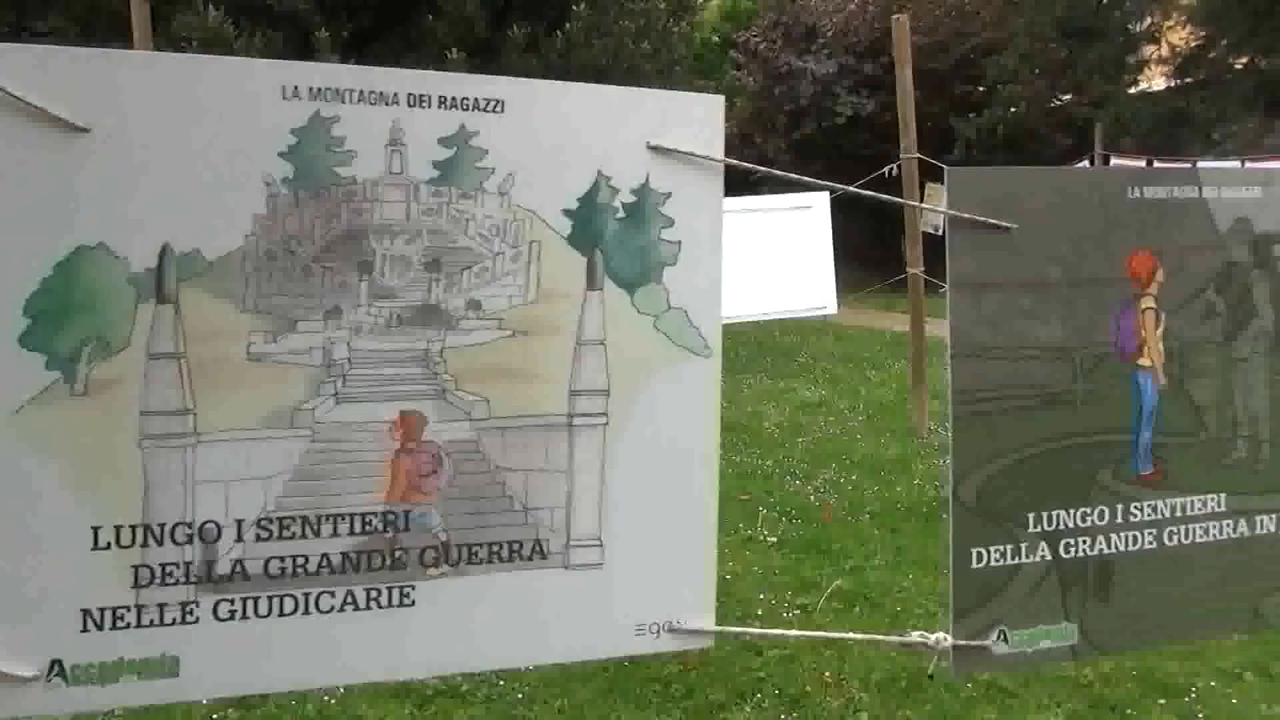 LA MONTAGNA DEI RAGAZZI
LUNGO I SENTIERI
DELLA GRANDE GUERRA
NELLE GIUDICARIE
LA MONTAGNA DEI RAGAZZI
LUNGO I SENTIERI
DELLA GRANDE GUERRA IN